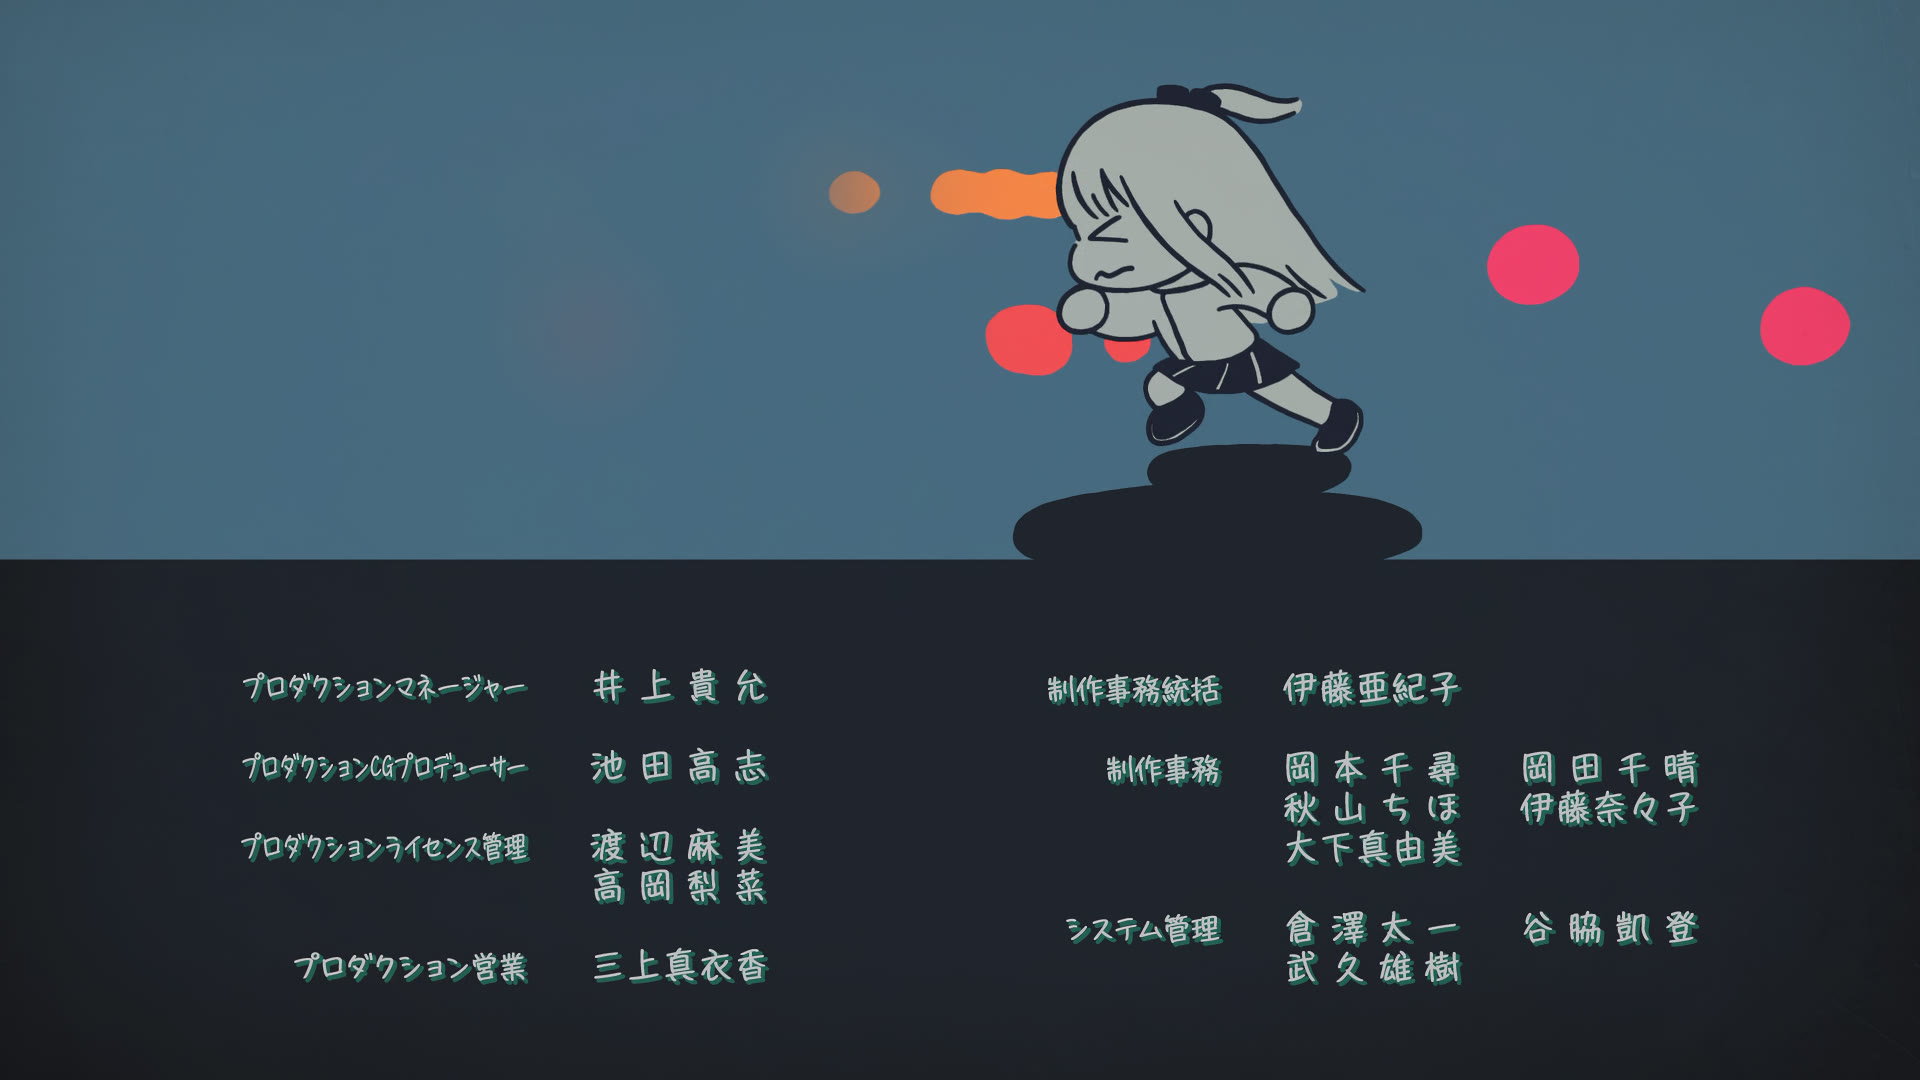 プロダクションマネージャー 井上貴允
プロダクションCGプロデューサー 池田高志
プロダクションライセンス管理 渡辺麻美
高岡梨菜
プロダクション営業 三上真衣香
制作事務統括 伊藤亜紀子
制作事務 岡本千尋 岡田千晴
秋山ちほ 伊藤奈々子
大下真由美
システム管理 倉澤太一 谷脇凱登
武久雄樹